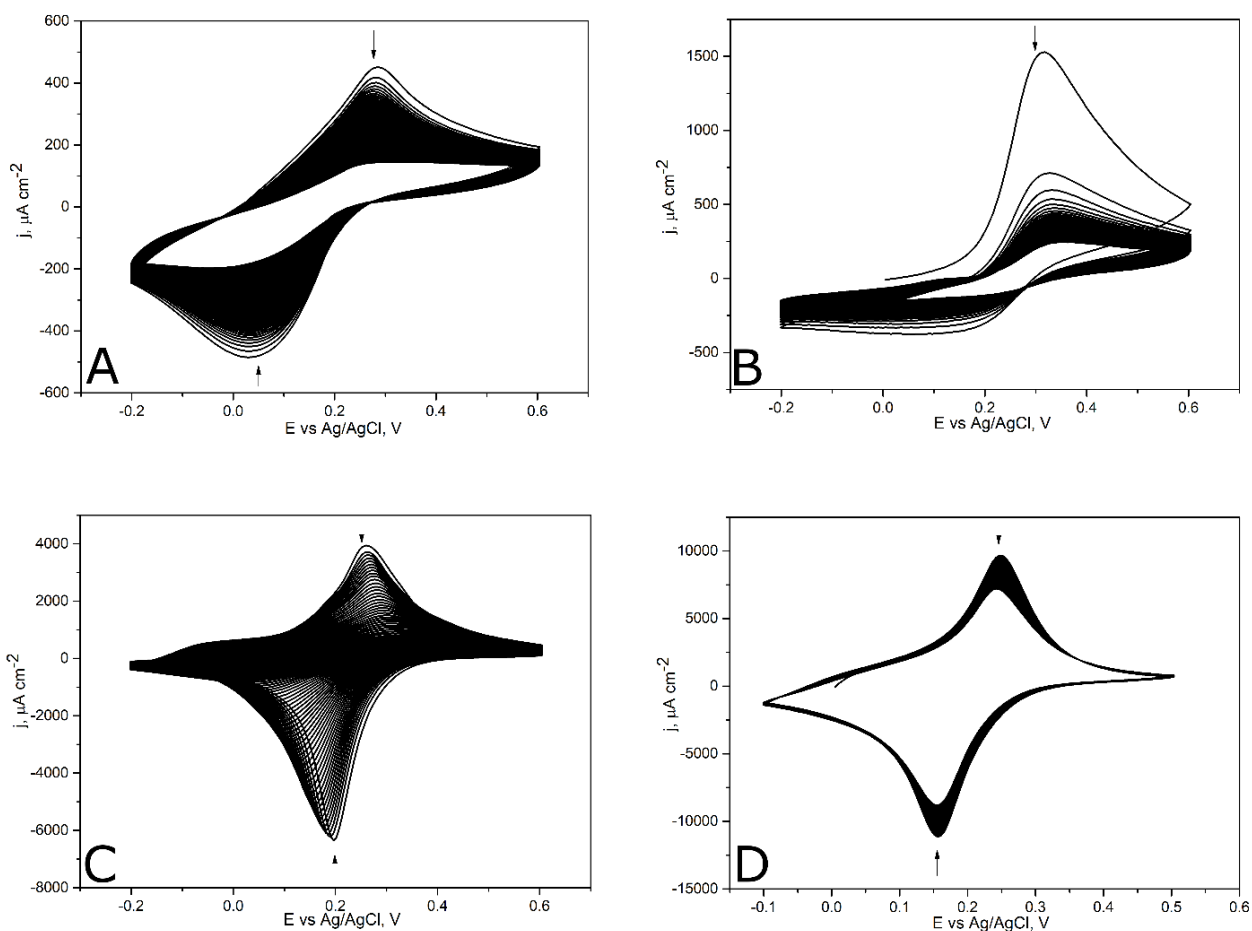 600
400
200
0
-200
-400
-600
j, µA cm-2
-0.2 0.0 0.2 0.4 0.6
E vs Ag/AgCl, V
A
1500
1000
500
0
-500
j, µA cm-2
-0.2 0.0 0.2 0.4 0.6
E vs Ag/AgCl, V
B
4000
2000
0
-2000
-4000
-6000
-8000
j, µA cm-2
-0.2 0.0 0.2 0.4 0.6
E vs Ag/AgCl, V
C
10000
5000
0
-5000
-10000
-15000
j, µA cm-2
-0.1 0.0 0.1 0.2 0.3 0.4 0.5 0.6
E vs Ag/AgCl, V
D